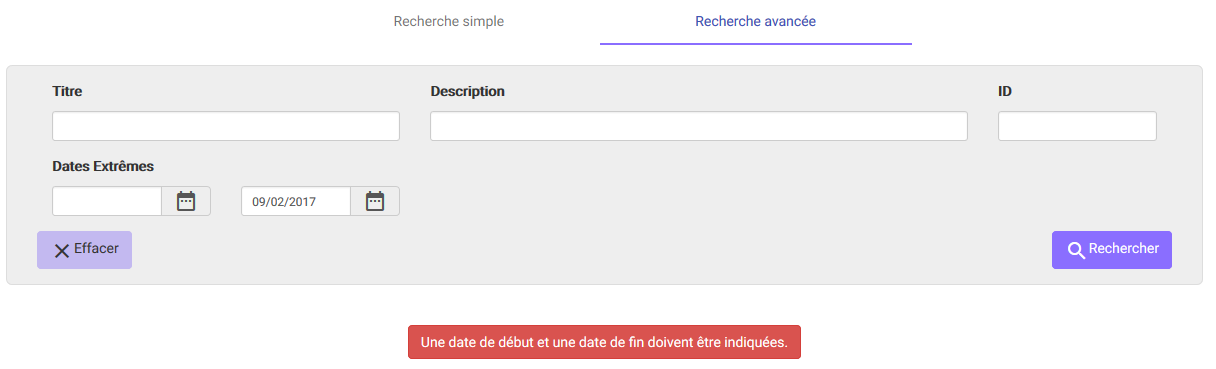 Recherche simple
Recherche avancée
Titre
Description
ID
Dates Extrêmes
09/02/2017
Effacer
Rechercher
Une date de début et une date de fin doivent être indiquées.